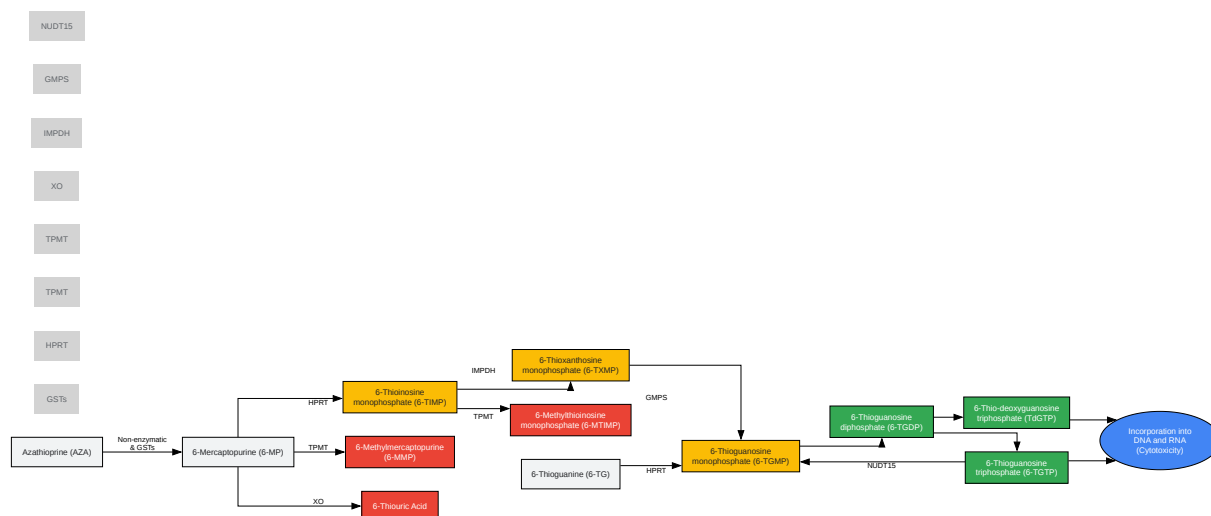 NUDT15
GMPS
IMPDH
XO
TPMT
TPMT
HPRT
GSTs
Azathioprine (AZA)
Non-enzymatic
& GSTs
6-Mercaptopurine (6-MP)
HPRT
TPMT
XO
6-Thioinosine
monophosphate (6-TIMP)
6-Methylmercaptopurine
(6-MMP)
6-Thiouric Acid
IMPDH
TPMT
6-Thioxanthosine
monophosphate (6-TXMP)
6-Methylthioinosine
monophosphate (6-MTIMP)
6-Thioguanine (6-TG)
GMPS
HPRT
6-Thioguanosine
monophosphate (6-TGMP)
6-Thioguanosine
diphosphate (6-TGDP)
NUDT15
6-Thio-deoxyguanosine
triphosphate (TdGTP)
6-Thioguanosine
triphosphate (6-TGTP)
Incorporation into
DNA and RNA
(Cytotoxicity)